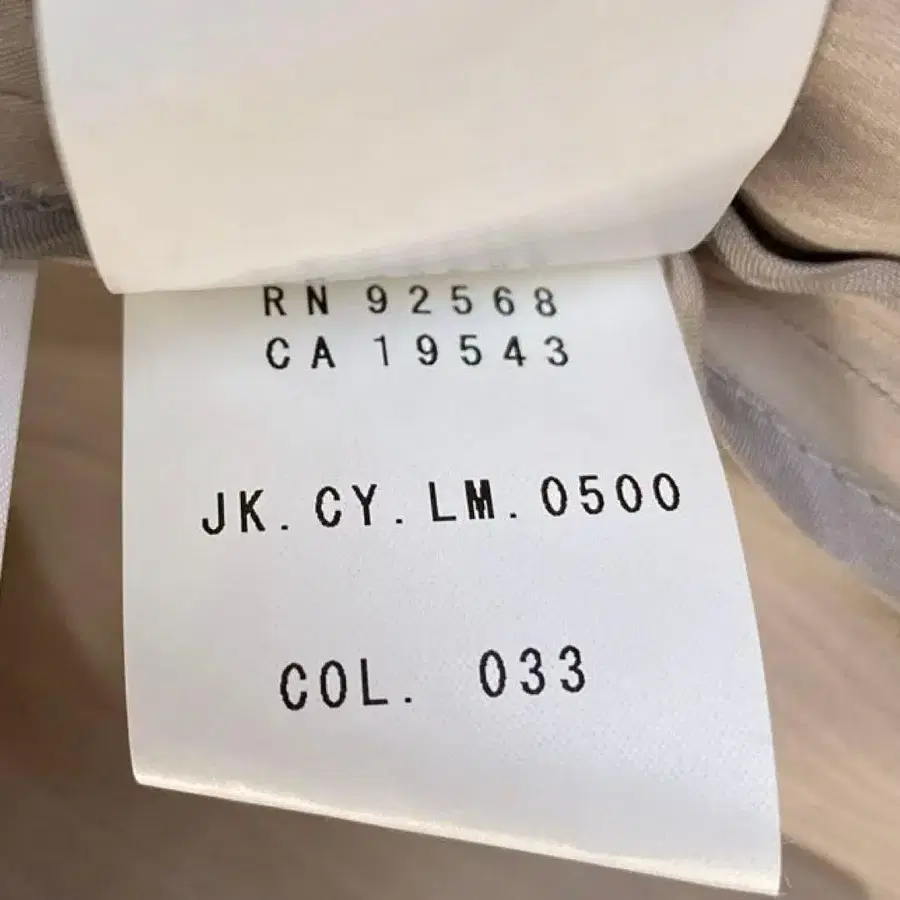 RN 92568
CA 19543
JK.CY.LM.0500
COL. 033